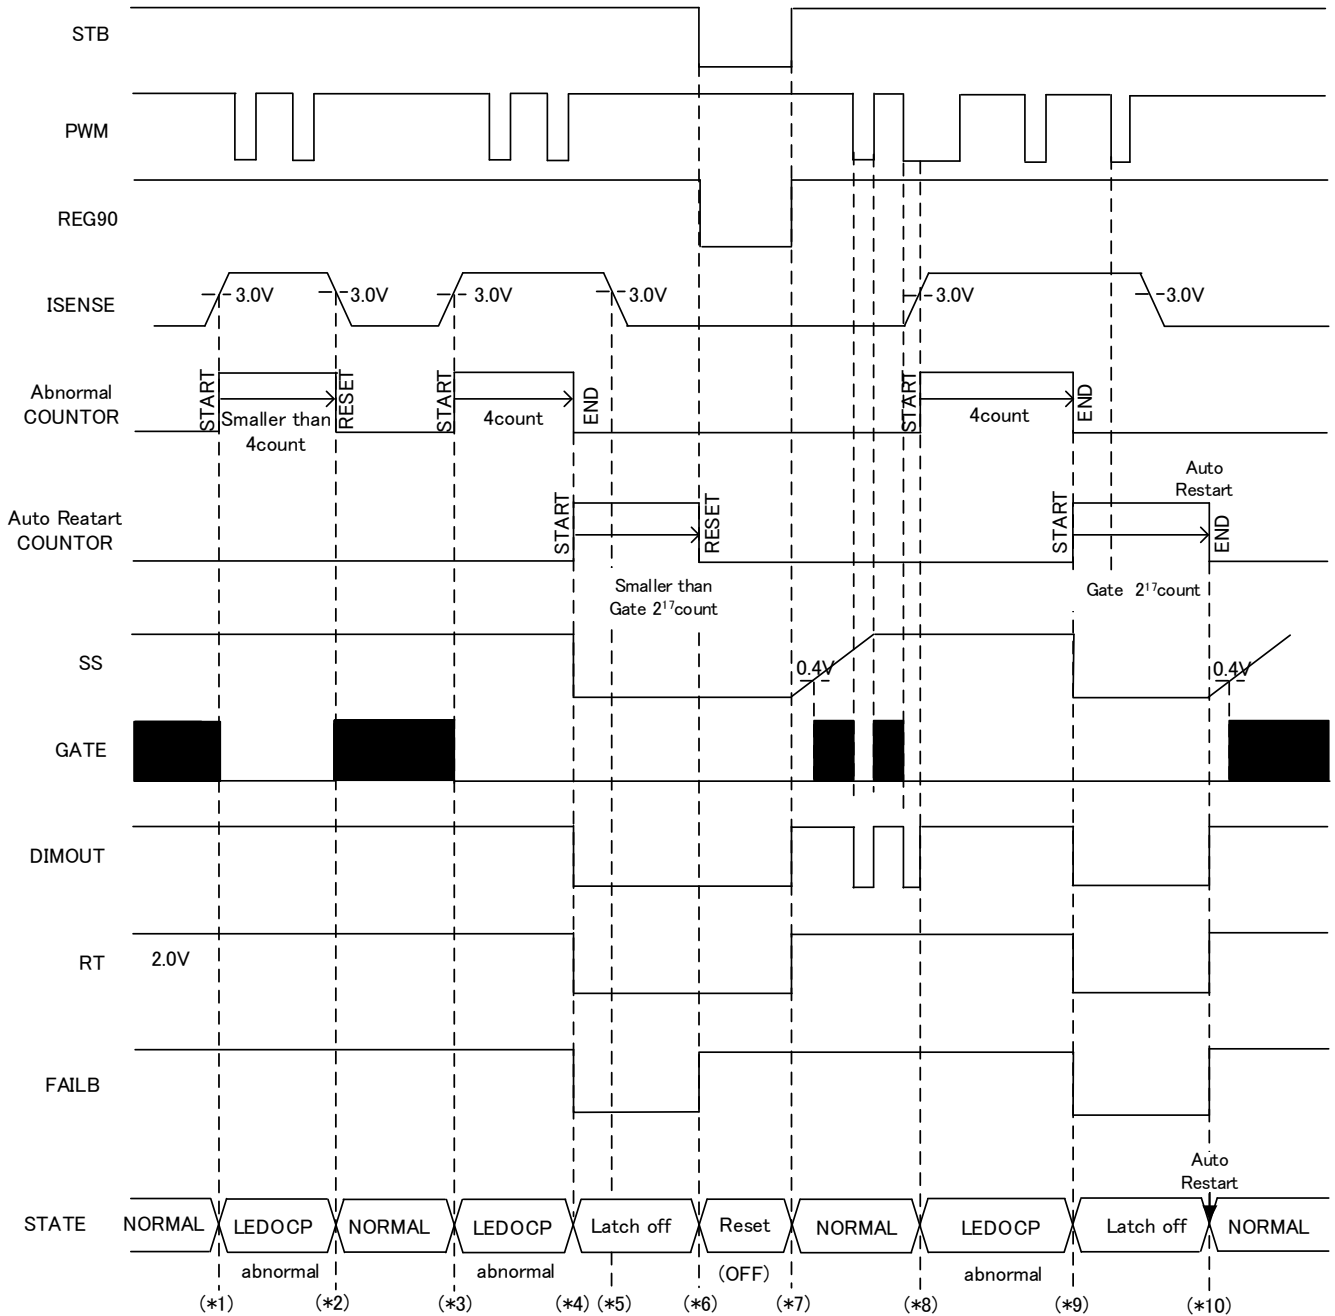 STB
PWM
REG90
ISENSE
3.0V
3.0V
3.0V
3.0V
3.0V
3.0V
Abnormal
COUNTOR
START
Smaller than
4count
RESET
START
4count
END
START
4count
END
Auto Reatart
COUNTOR
START
RESET
Smaller than
Gate 2¹⁷count
START
Auto
Restart
END
Gate 2¹⁷count
SS
0.4V
0.4V
GATE
DIMOUT
RT
2.0V
FAILB
Auto
Restart
STATE
NORMAL
LEDOCP
NORMAL
LEDOCP
Latch off
Reset
NORMAL
LEDOCP
Latch off
NORMAL
abnormal
abnormal
(OFF)
abnormal
(*1)
(*2)
(*3)
(*4)
(*5)
(*6)
(*7)
(*8)
(*9)
(*10)